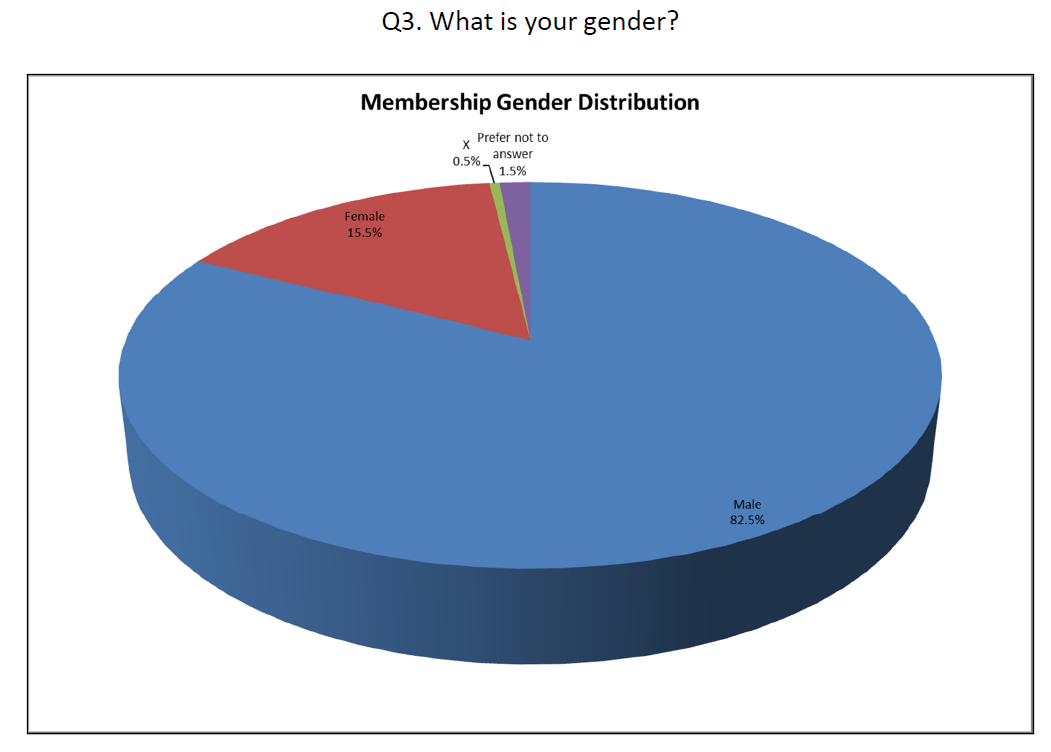 Q3. What is your gender?
Membership Gender Distribution
X
0.5%
Prefer not to
answer
1.5%
Female
15.5%
Male
82.5%